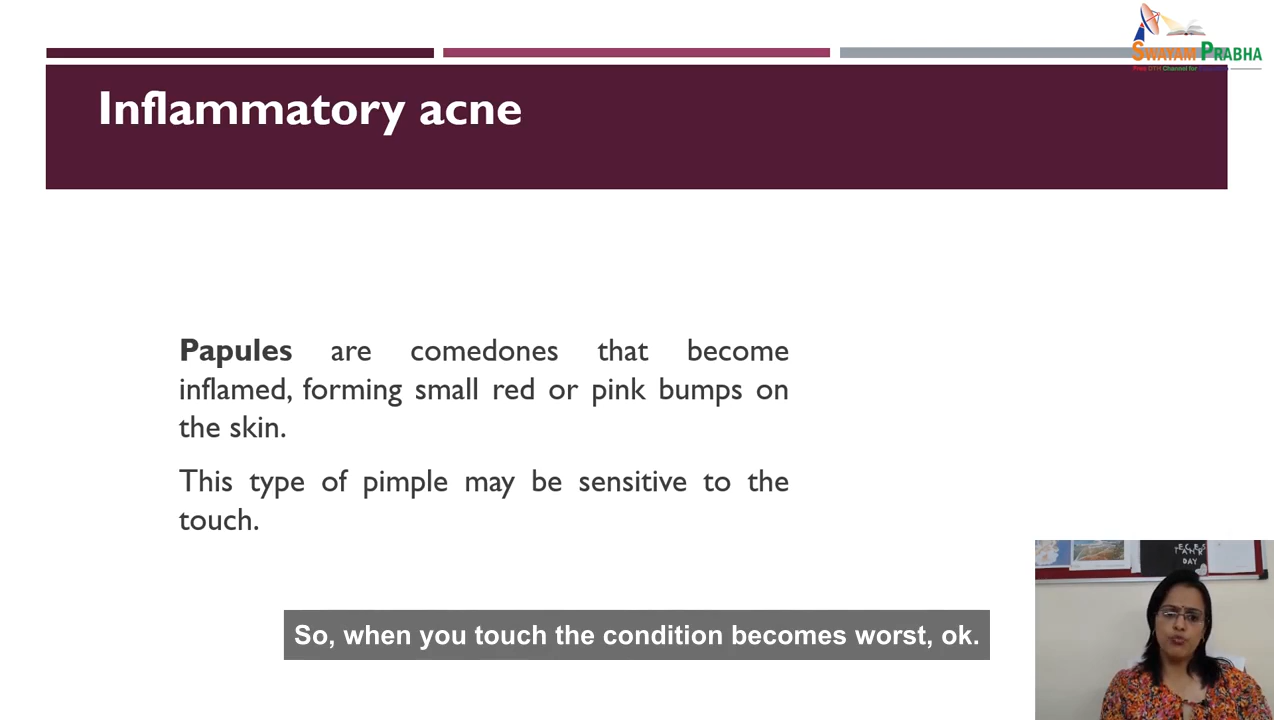 SWAYAM PRABHA
Inflammatory acne
Papules are comedones that become
inflamed, forming small red or pink bumps on
the skin.
This type of pimple may be sensitive to the
touch.
DAY
So, when you touch the condition becomes worst, ok.